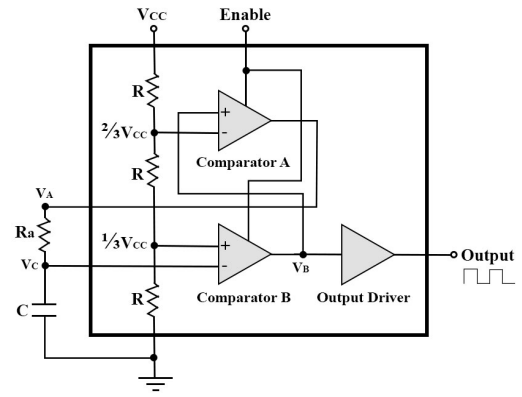 Vcc Enable
R
+
⅔Vcc -
Comparator A
R
VA
Ra
⅓Vcc +
Vc -
VB Output
R Comparator B Output Driver
C